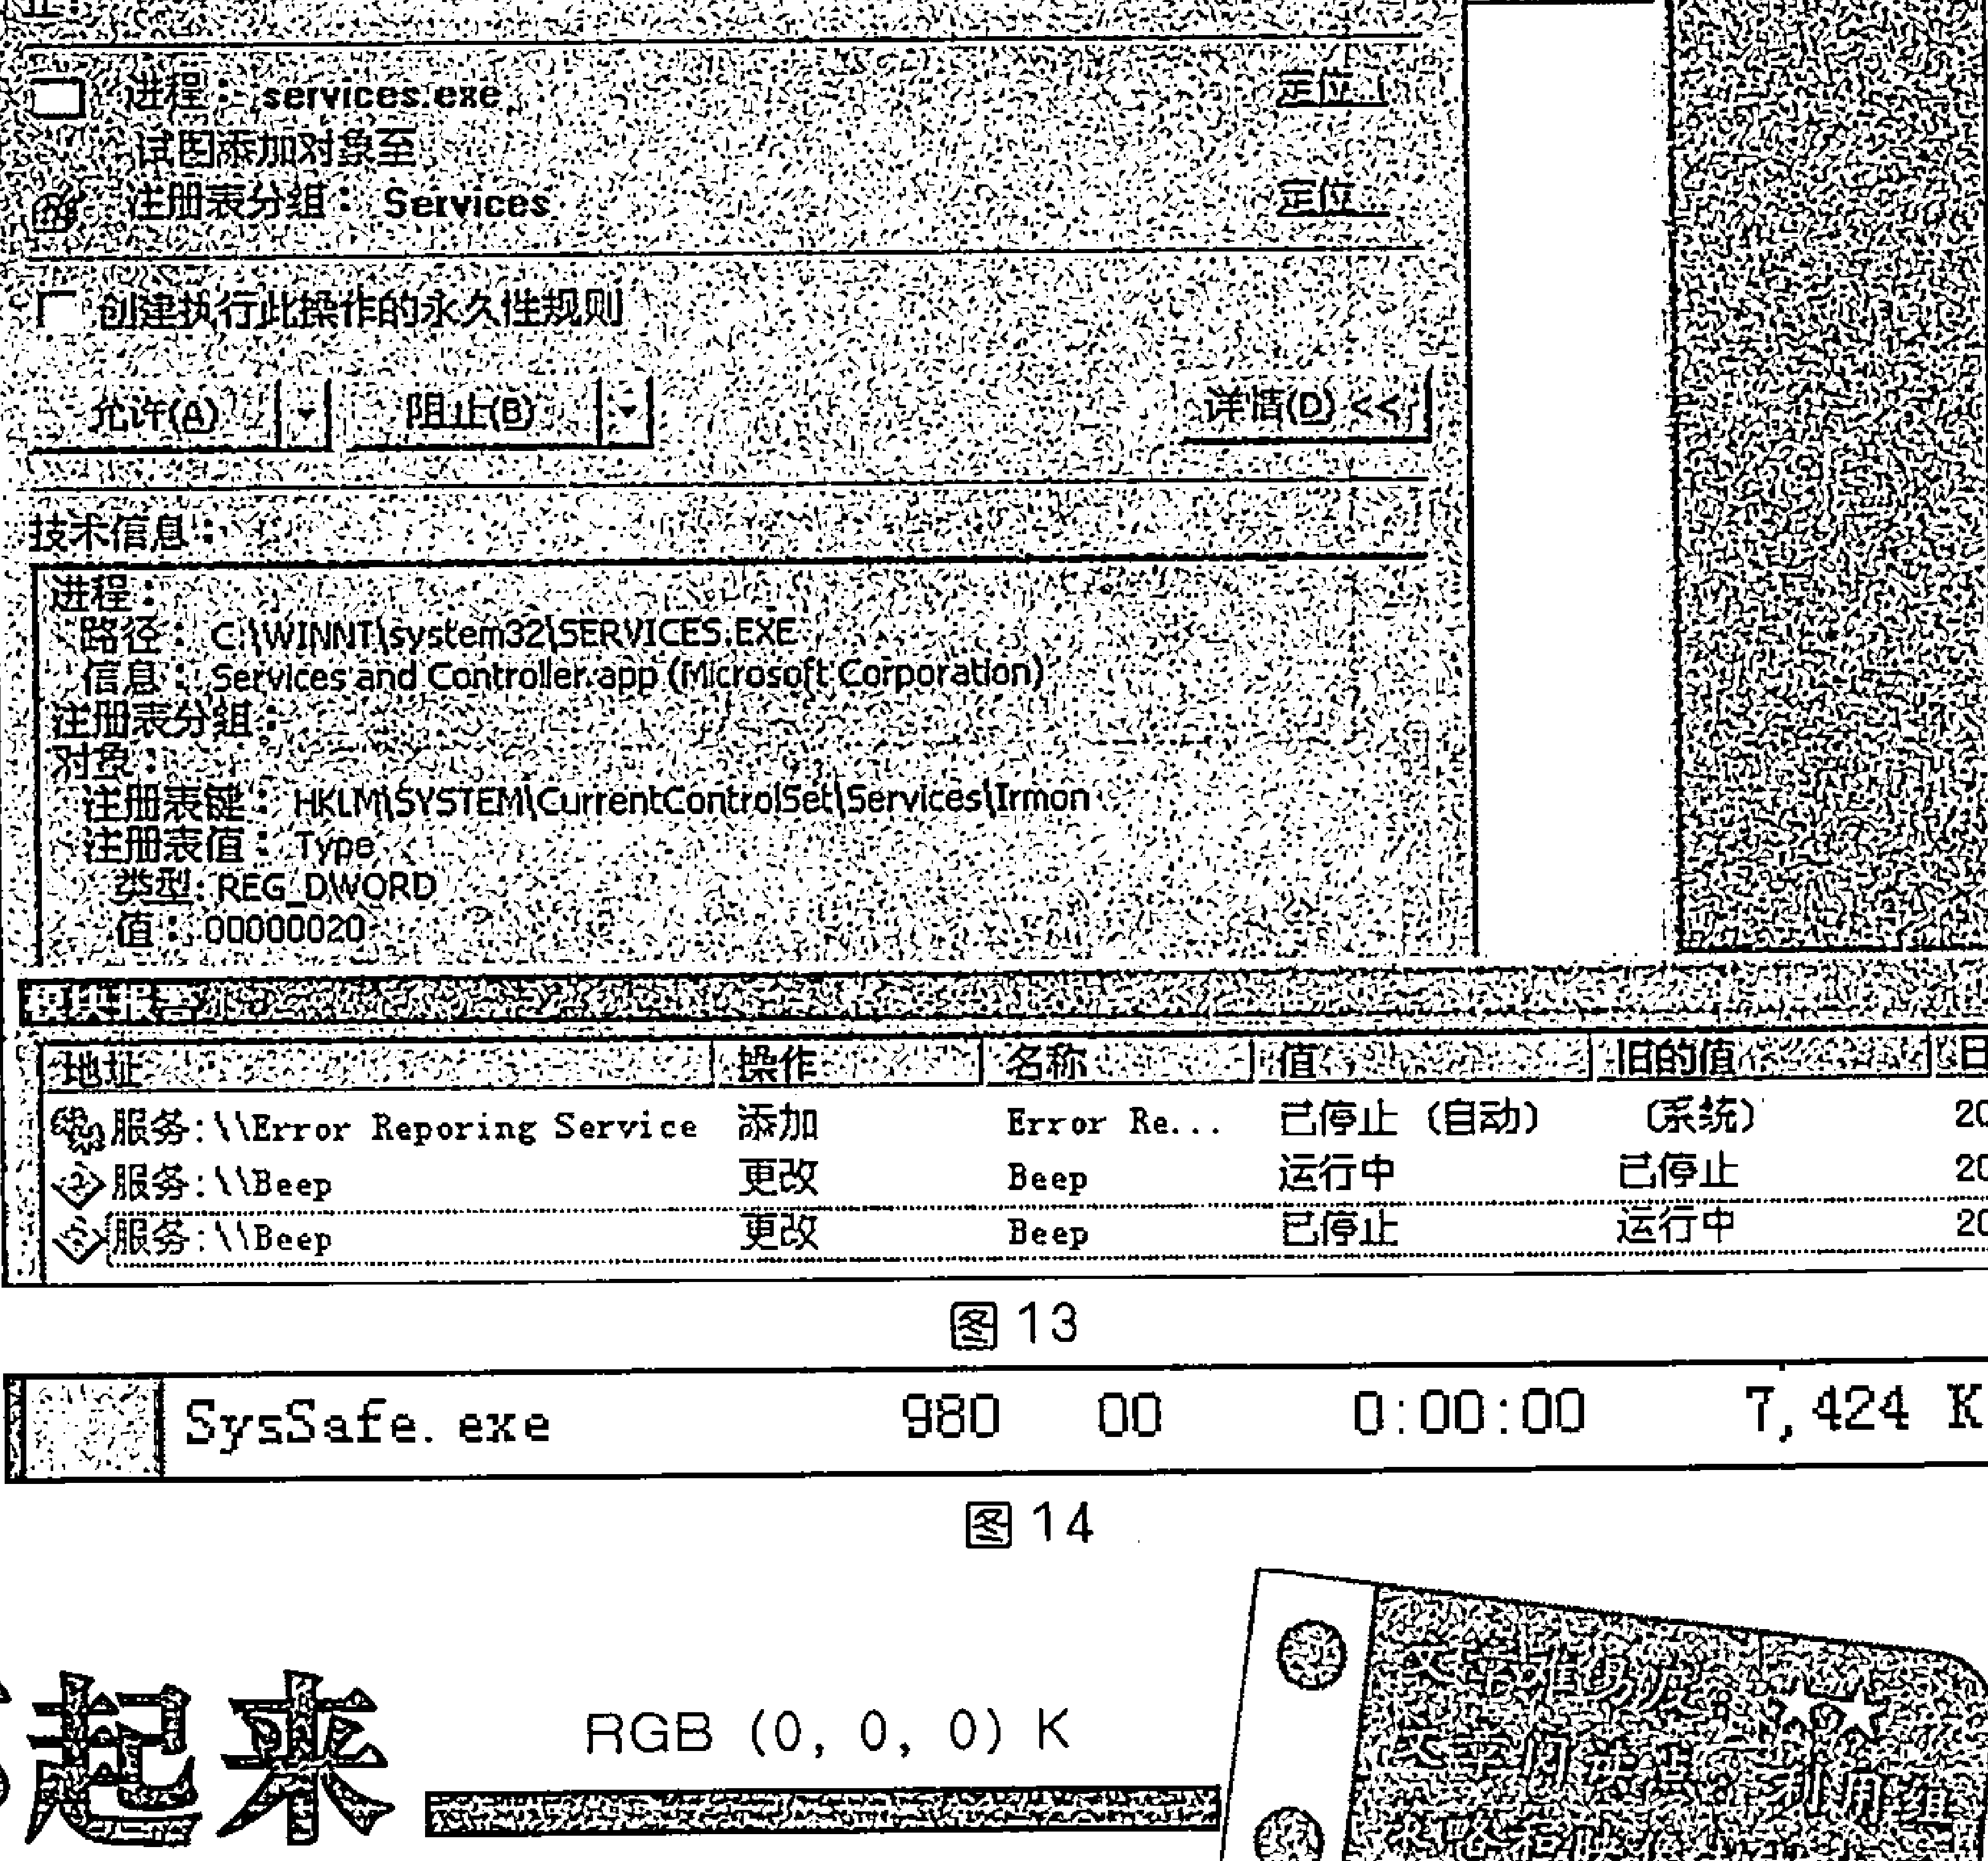 进程：services.exe 定位...
试图添加对象至
注册表分组：Services 定位...
创建执行此操作的永久性规则
允许(A) 阻止(B) 详情(D) <<
技术信息：
进程：
路径：C:\WINNT\system32\SERVICES.EXE
信息：Services and Controller app (Microsoft Corporation)
注册表分组：
对象：
注册表键：HKLM\SYSTEM\CurrentControlSet\Services\Irmon
注册表值：Type
类型：REG_DWORD
值：00000020
模块报告
地址 操作 名称 值 旧的值 日
服务:\\Error Reporing Service 添加 Error Re... 已停止（自动） （系统） 20
服务:\\Beep 更改 Beep 运行中 已停止 20
服务:\\Beep 更改 Beep 已停止 运行中 20
图 13
SysSafe.exe 980 00 0:00:00 7,424 K
图 14
起来
RGB (0, 0, 0) K